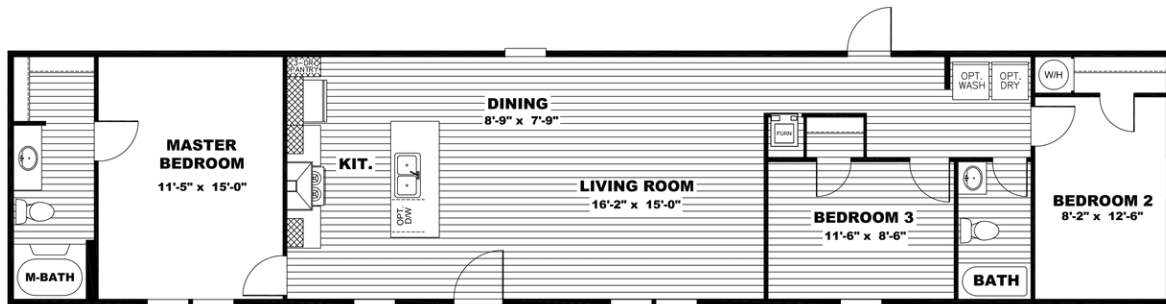 3-DR
PANTRY
DINING
8'-9" x 7'-9"
OPT.
WASH
OPT.
DRY
W/H
FURN
MASTER
BEDROOM
11'-5" x 15'-0"
KIT.
OPT.
D/W
LIVING ROOM
16'-2" x 15'-0"
BEDROOM 3
11'-6" x 8'-6"
BEDROOM 2
8'-2" x 12'-6"
M-BATH
BATH